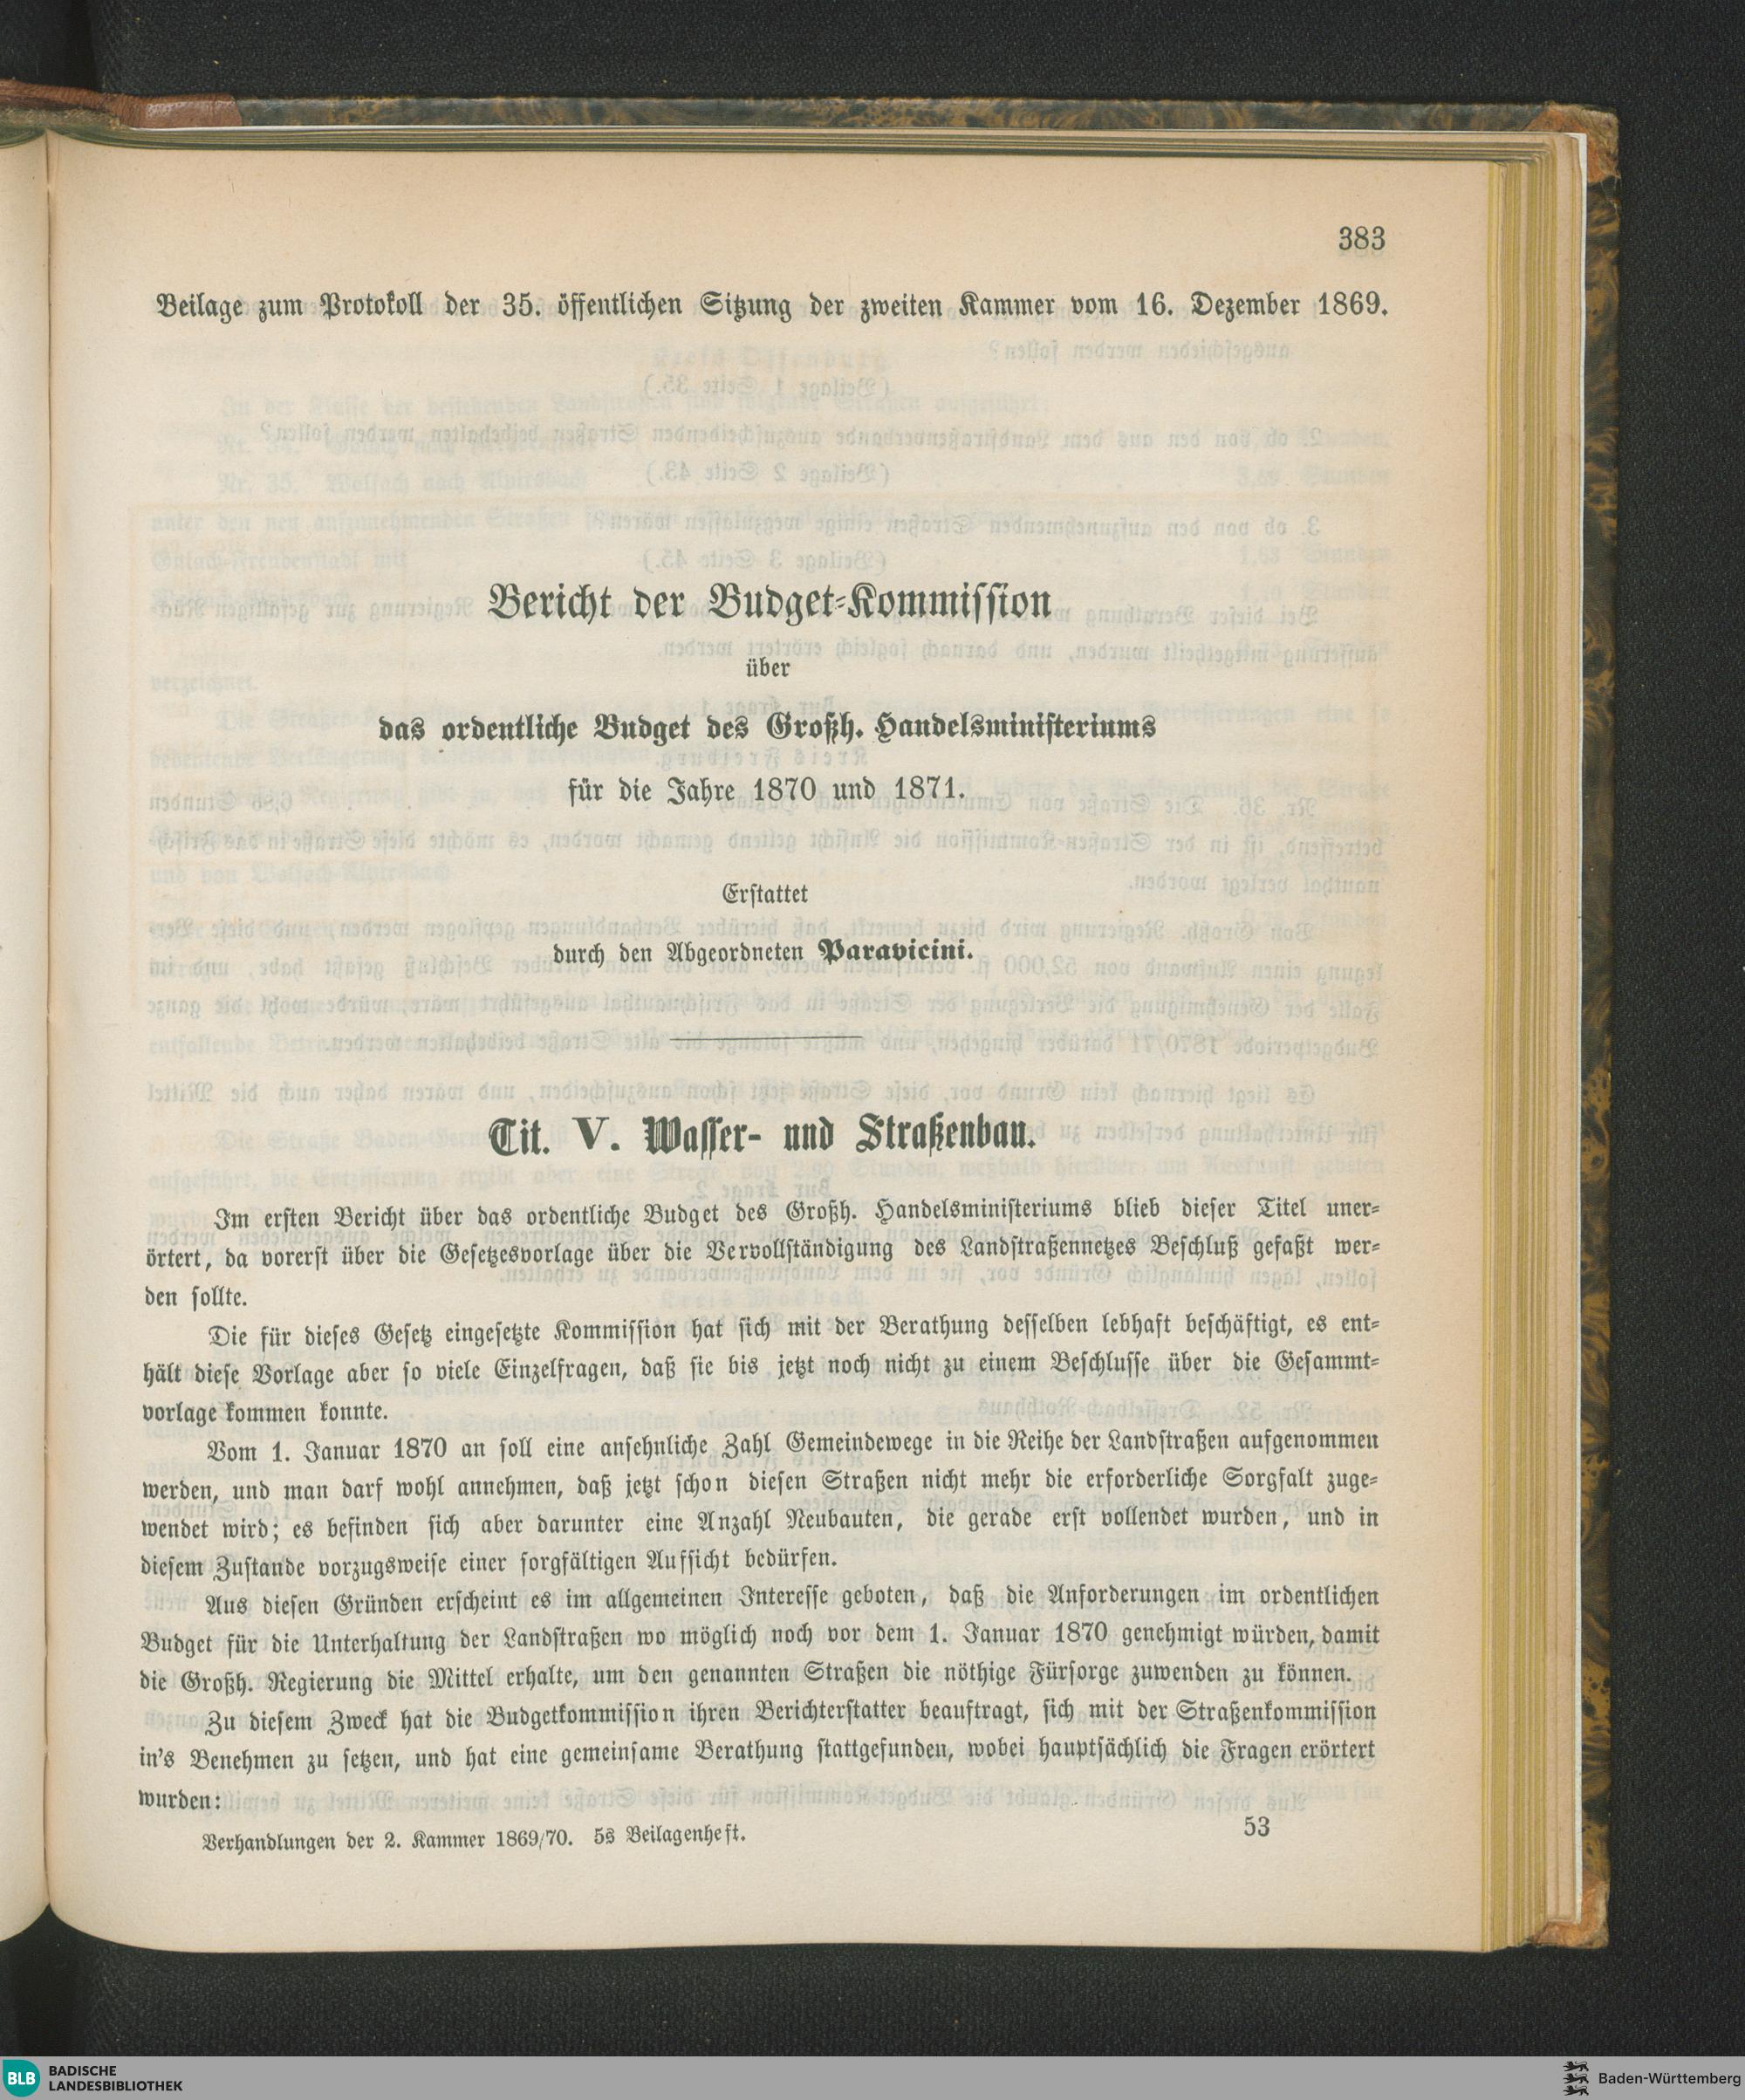 383
Beilage zum Protokoll der 35. öffentlichen Sitzung der zweiten Kammer vom 16. Dezember 1869.
Bericht der Budget-Kommission
über
das ordentliche Budget des Großh. Handelsministeriums
für die Jahre 1870 und 1871.
Erstattet
durch den Abgeordneten Paravicini.
Tit. V. Wasser- und Straßenbau.
Im ersten Bericht über das ordentliche Budget des Großh. Handelsministeriums blieb dieser Titel uner-
örtert, da vorerst über die Gesetzesvorlage über die Vervollständigung des Landstraßennetzes Beschluß gefaßt wer-
den sollte.
Die für dieses Gesetz eingesetzte Kommission hat sich mit der Berathung desselben lebhaft beschäftigt, es ent-
hält diese Vorlage aber so viele Einzelfragen, daß sie bis jetzt noch nicht zu einem Beschlusse über die Gesammt-
vorlage kommen konnte.
Vom 1. Januar 1870 an soll eine ansehnliche Zahl Gemeindewege in die Reihe der Landstraßen aufgenommen
werden, und man darf wohl annehmen, daß jetzt schon diesen Straßen nicht mehr die erforderliche Sorgfalt zuge-
wendet wird; es befinden sich aber darunter eine Anzahl Neubauten, die gerade erst vollendet wurden, und in
diesem Zustande vorzugsweise einer sorgfältigen Aufsicht bedürfen.
Aus diesen Gründen erscheint es im allgemeinen Interesse geboten, daß die Anforderungen im ordentlichen
Budget für die Unterhaltung der Landstraßen wo möglich noch vor dem 1. Januar 1870 genehmigt würden, damit
die Großh. Regierung die Mittel erhalte, um den genannten Straßen die nöthige Fürsorge zuwenden zu können.
Zu diesem Zweck hat die Budgetkommission ihren Berichterstatter beauftragt, sich mit der Straßenkommission
in's Benehmen zu setzen, und hat eine gemeinsame Berathung stattgefunden, wobei hauptsächlich die Fragen erörtert
wurden:
Verhandlungen der 2. Kammer 1869/70. 5s Beilagenheft.
53
BLB BADISCHE
LANDESBIBLIOTHEK
Baden-Württemberg